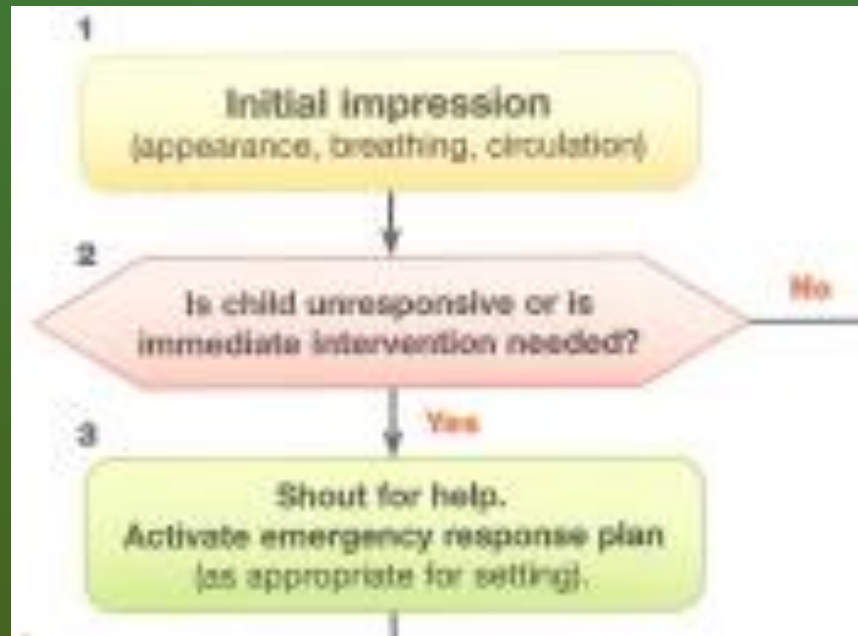 1
Initial impression
(appearance, breathing, circulation)
2
Is child unresponsive or is
immediate intervention needed?
No
Yes
3
Shout for help.
Activate emergency response plan
(as appropriate for setting).